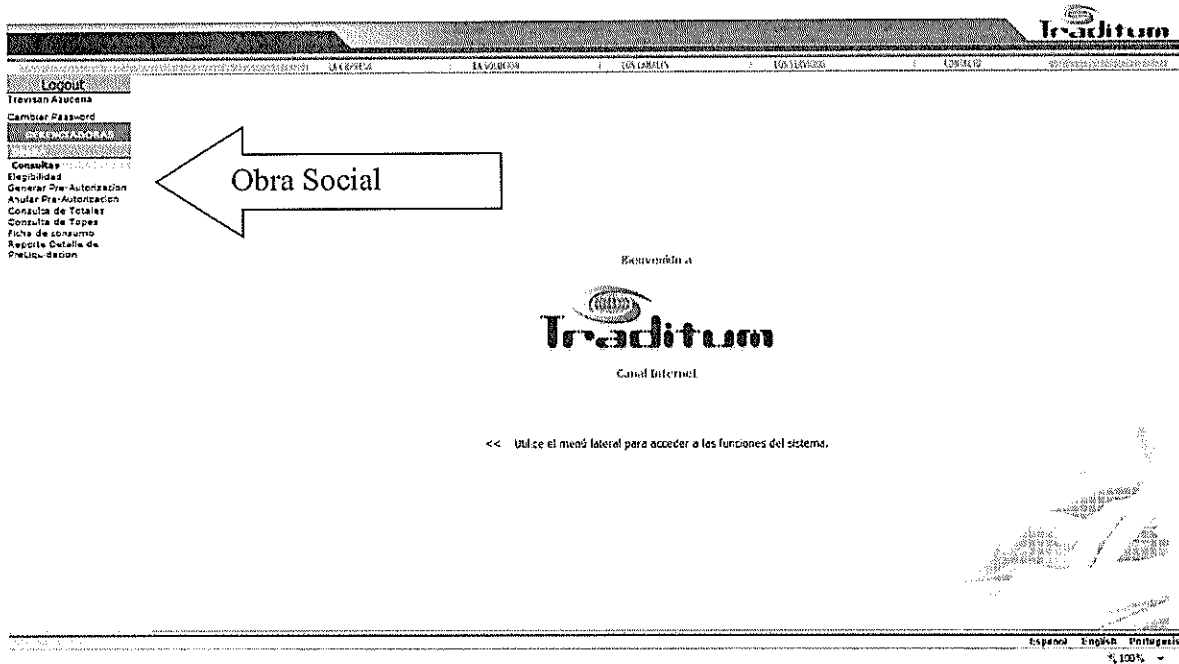 Traditum
LA EMPRESA LA SOLUCION LOS CANALES LOS SERVICIOS CONTACTO
Logout
Trevisan Azucena
Cambiar Password
GERENCIADORAS
Consultas
Elegibilidad
Generar Pre-Autorizacion
Anular Pre-Autorizacion
Consulta de Totales
Consulta de Topes
Ficha de consumo
Reporte Detalle de
PreLiquidacion
Obra Social
Bienvenido a
Traditum
Canal Internet
<< Utilice el menú lateral para acceder a las funciones del sistema.
Español English Portugués
100%